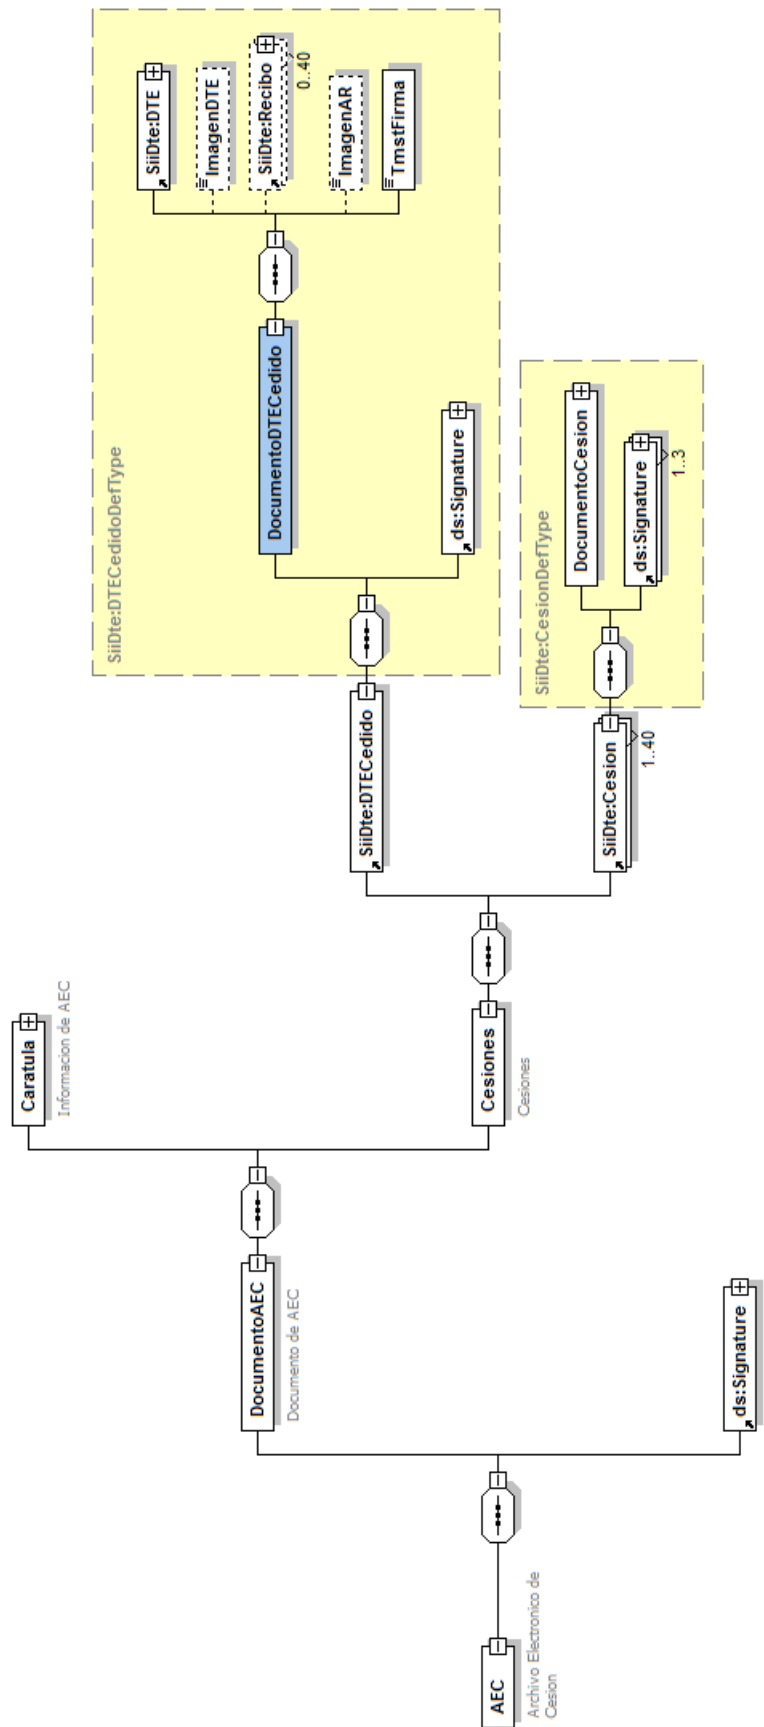 AEC
Archivo Electronico de
Cesion
DocumentoAEC
Documento de AEC
ds:Signature
Caratula
Informacion de AEC
Cesiones
Cesiones
SiiDte:DTECedido
SiiDte:DTECedidoDefType
DocumentoDTECedido
SiiDte:DTE
ImagenDTE
SiiDte:Recibo
0..40
ImagenAR
TmstFirma
ds:Signature
SiiDte:Cesion
1..40
SiiDte:CesionDefType
DocumentoCesion
ds:Signature
1..3